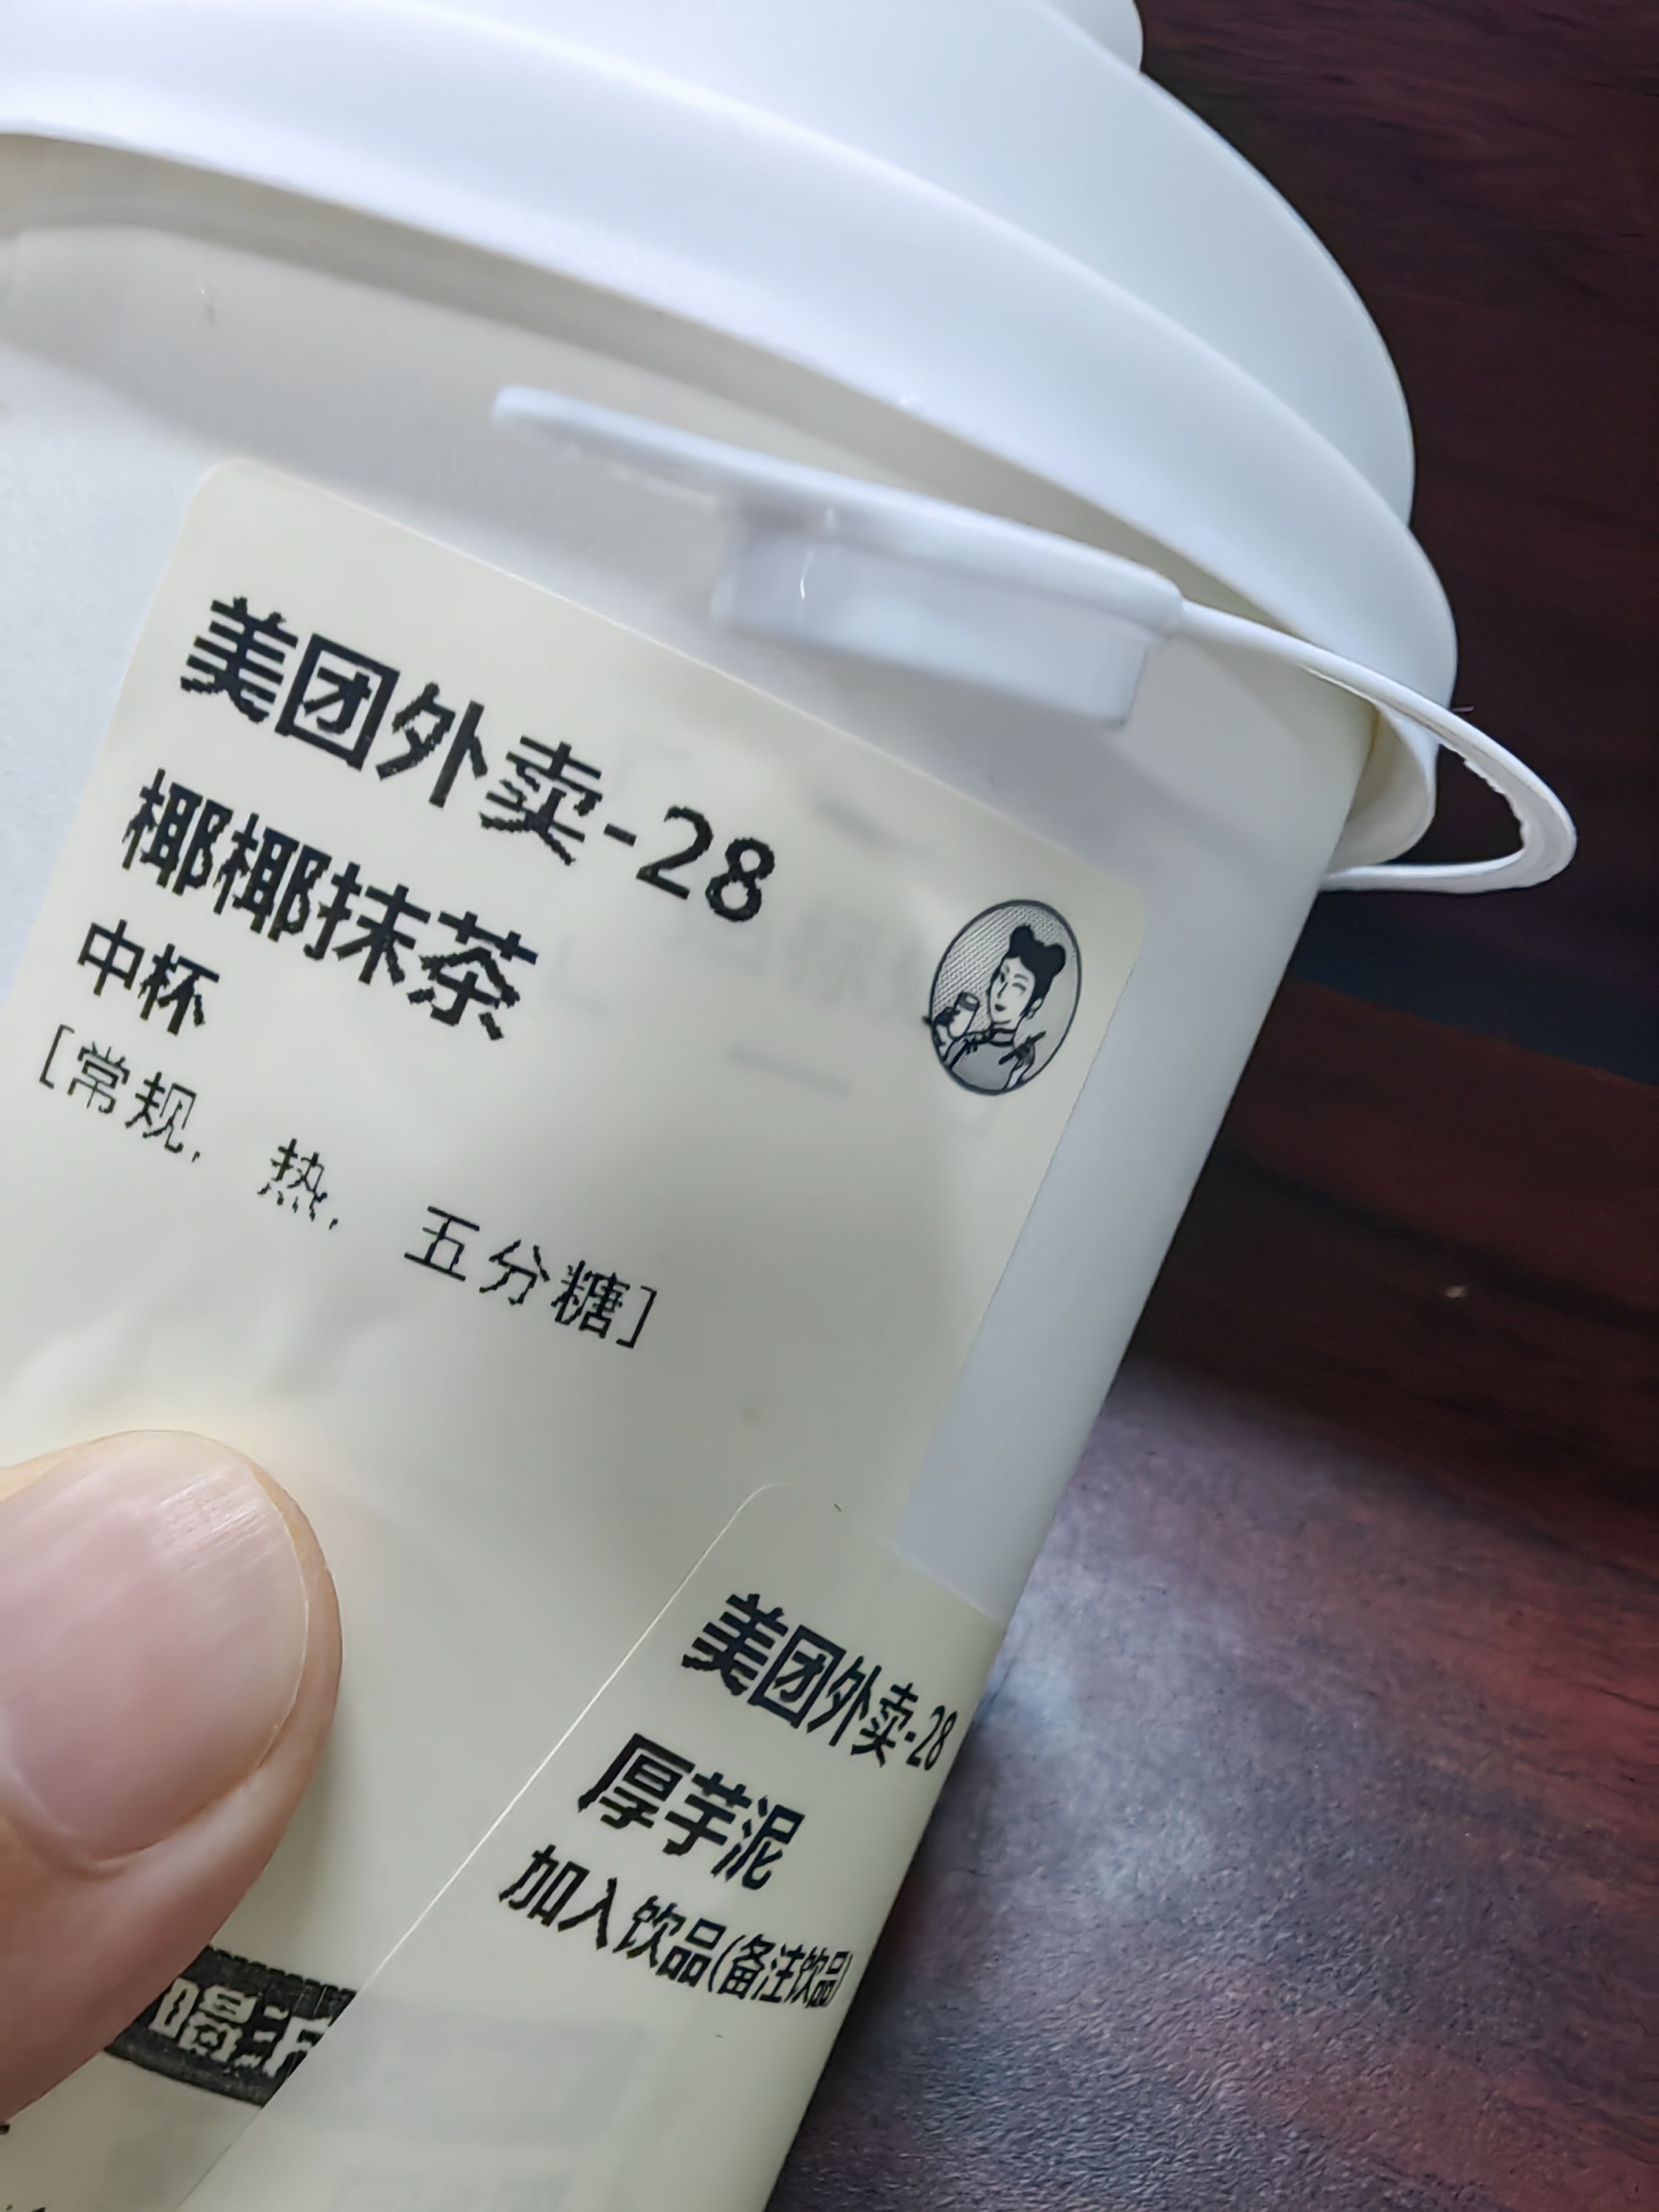 美团外卖-28
椰椰抹茶
中杯
[常规, 热, 五分糖]
美团外卖-28
厚芋泥
加入饮品(备注饮品)
喝